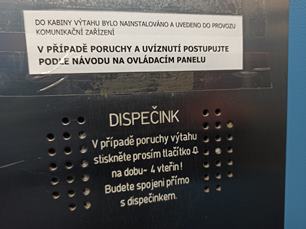 DO KABINY VÝTAHU BYLO NAINSTALOVÁNO A UVEDENO DO PROVOZU
KOMUNIKAČNÍ ZAŘÍZENÍ
V PŘÍPADĚ PORUCHY A UVÍZNUTÍ POSTUPUJTE
PODLE NÁVODU NA OVLÁDACÍM PANELU
DISPEČINK
V případě poruchy výtahu
stiskněte prosím tlačítko
na dobu- 4 vteřin!
Budete spojeni přímo
s dispečinkem.